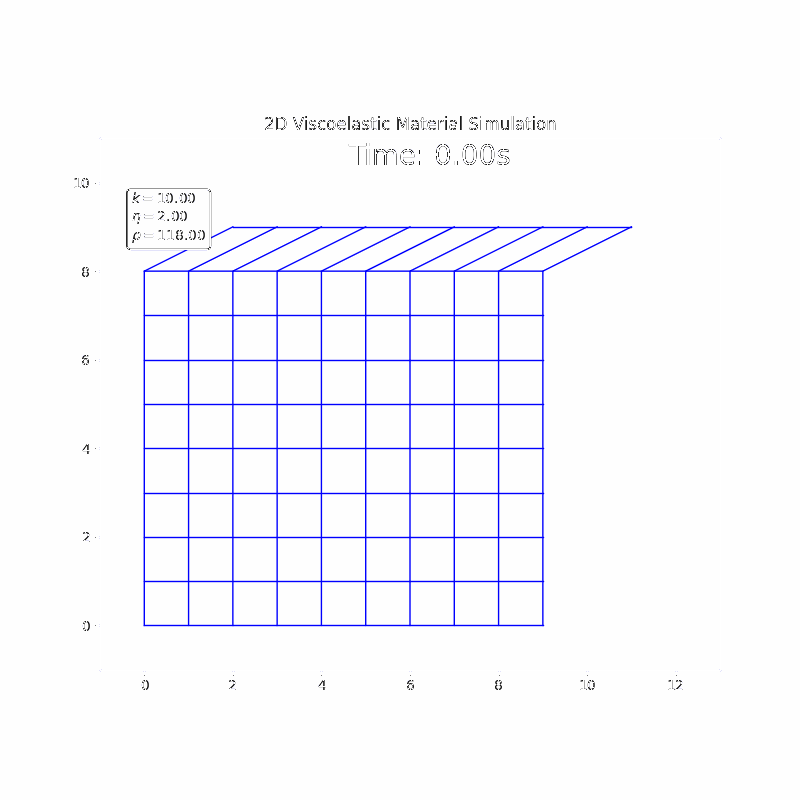 2D Viscoelastic Material Simulation
Time: 0.00s
k = 10.00
η = 2.00
ρ = 118.00
10
8
6
4
2
0
0 2 4 6 8 10 12